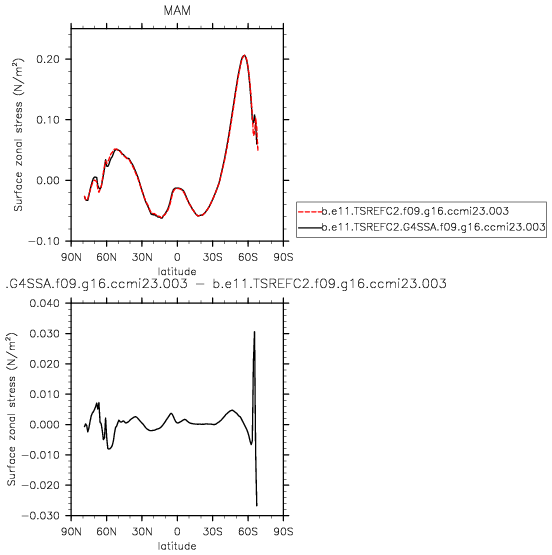 MAM
Surface zonal stress (N/m²)
0.20
0.10
0.00
−0.10
90N 60N 30N 0 30S 60S 90S
latitude
b.e11.TSREFC2.f09.g16.ccmi23.003
b.e11.TSREFC2.G4SSA.f09.g16.ccmi23.003
.G4SSA.f09.g16.ccmi23.003 − b.e11.TSREFC2.f09.g16.ccmi23.003
Surface zonal stress (N/m²)
0.040
0.030
0.020
0.010
0.000
−0.010
−0.020
−0.030
90N 60N 30N 0 30S 60S 90S
latitude